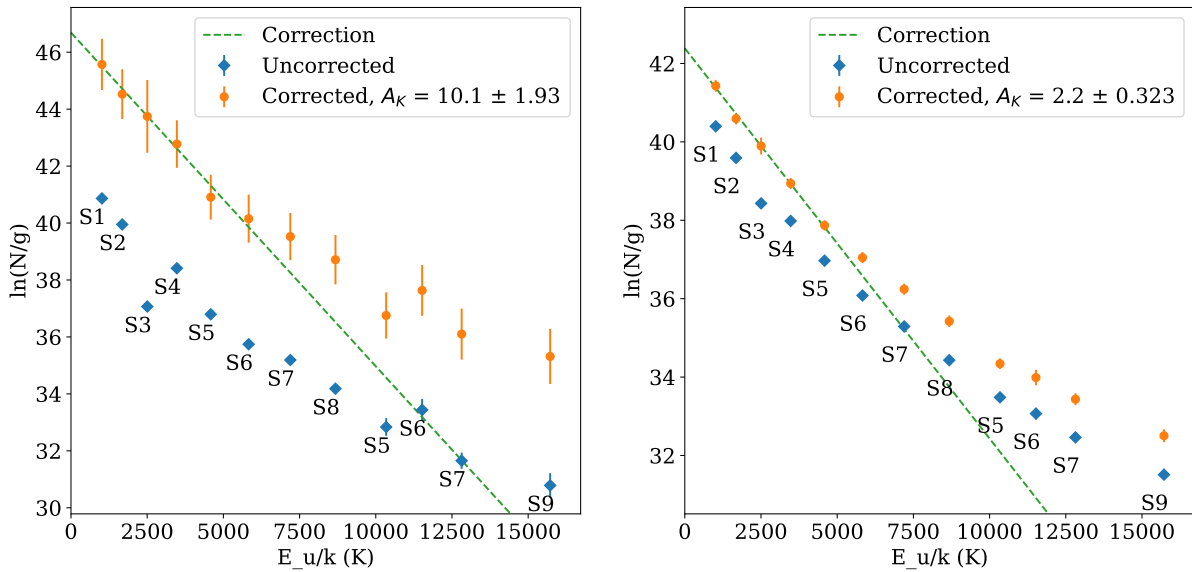 Correction
Uncorrected
Corrected, A_K = 10.1 ± 1.93
ln(N/g)
46
44
42
40
38
36
34
32
30
S1
S2
S3
S4
S5
S6
S7
S8
S5
S6
S7
S9
0 2500 5000 7500 10000 12500 15000
E_u/k (K)
Correction
Uncorrected
Corrected, A_K = 2.2 ± 0.323
ln(N/g)
42
40
38
36
34
32
S1
S2
S3
S4
S5
S6
S7
S8
S5
S6
S7
S9
0 2500 5000 7500 10000 12500 15000
E_u/k (K)